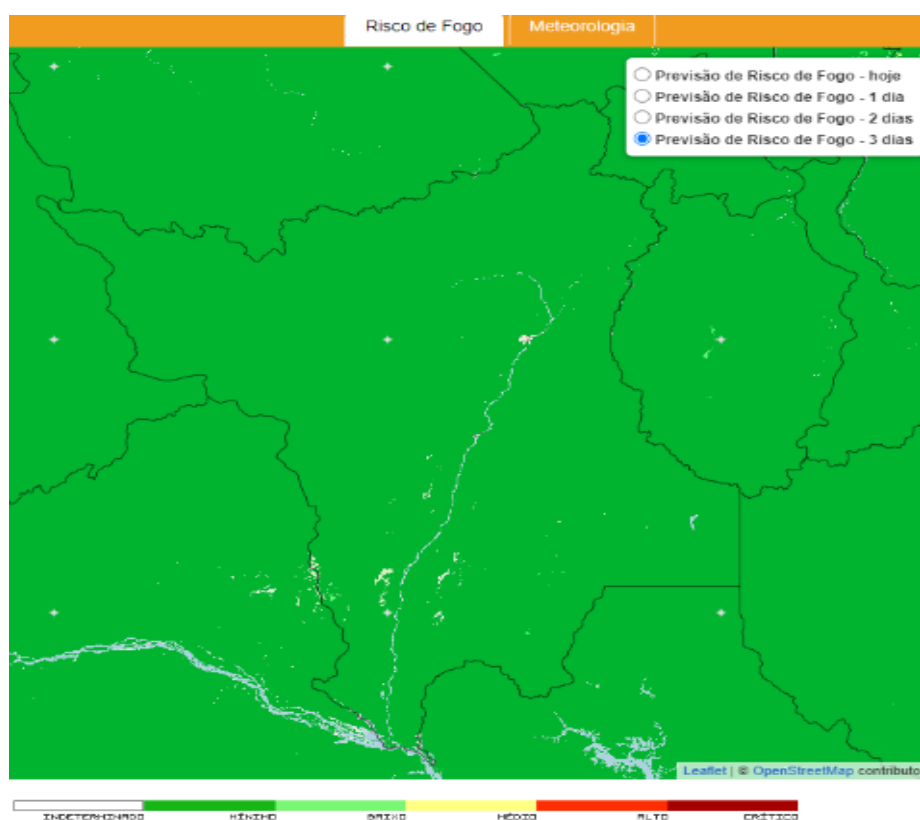 Risco de Fogo Meteorologia
Previsão de Risco de Fogo - hoje
Previsão de Risco de Fogo - 1 dia
Previsão de Risco de Fogo - 2 dias
Previsão de Risco de Fogo - 3 dias
Leaflet | © OpenStreetMap contributo
INDETERMINADO MÍNIMO BAIXO MÉDIO ALTO CRÍTICO